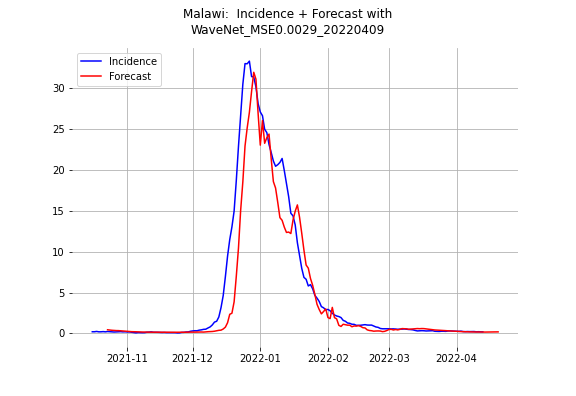 Malawi:  Incidence + Forecast with
WaveNet_MSE0.0029_20220409
Incidence
Forecast
30
25
20
15
10
5
0
2021-11 2021-12 2022-01 2022-02 2022-03 2022-04